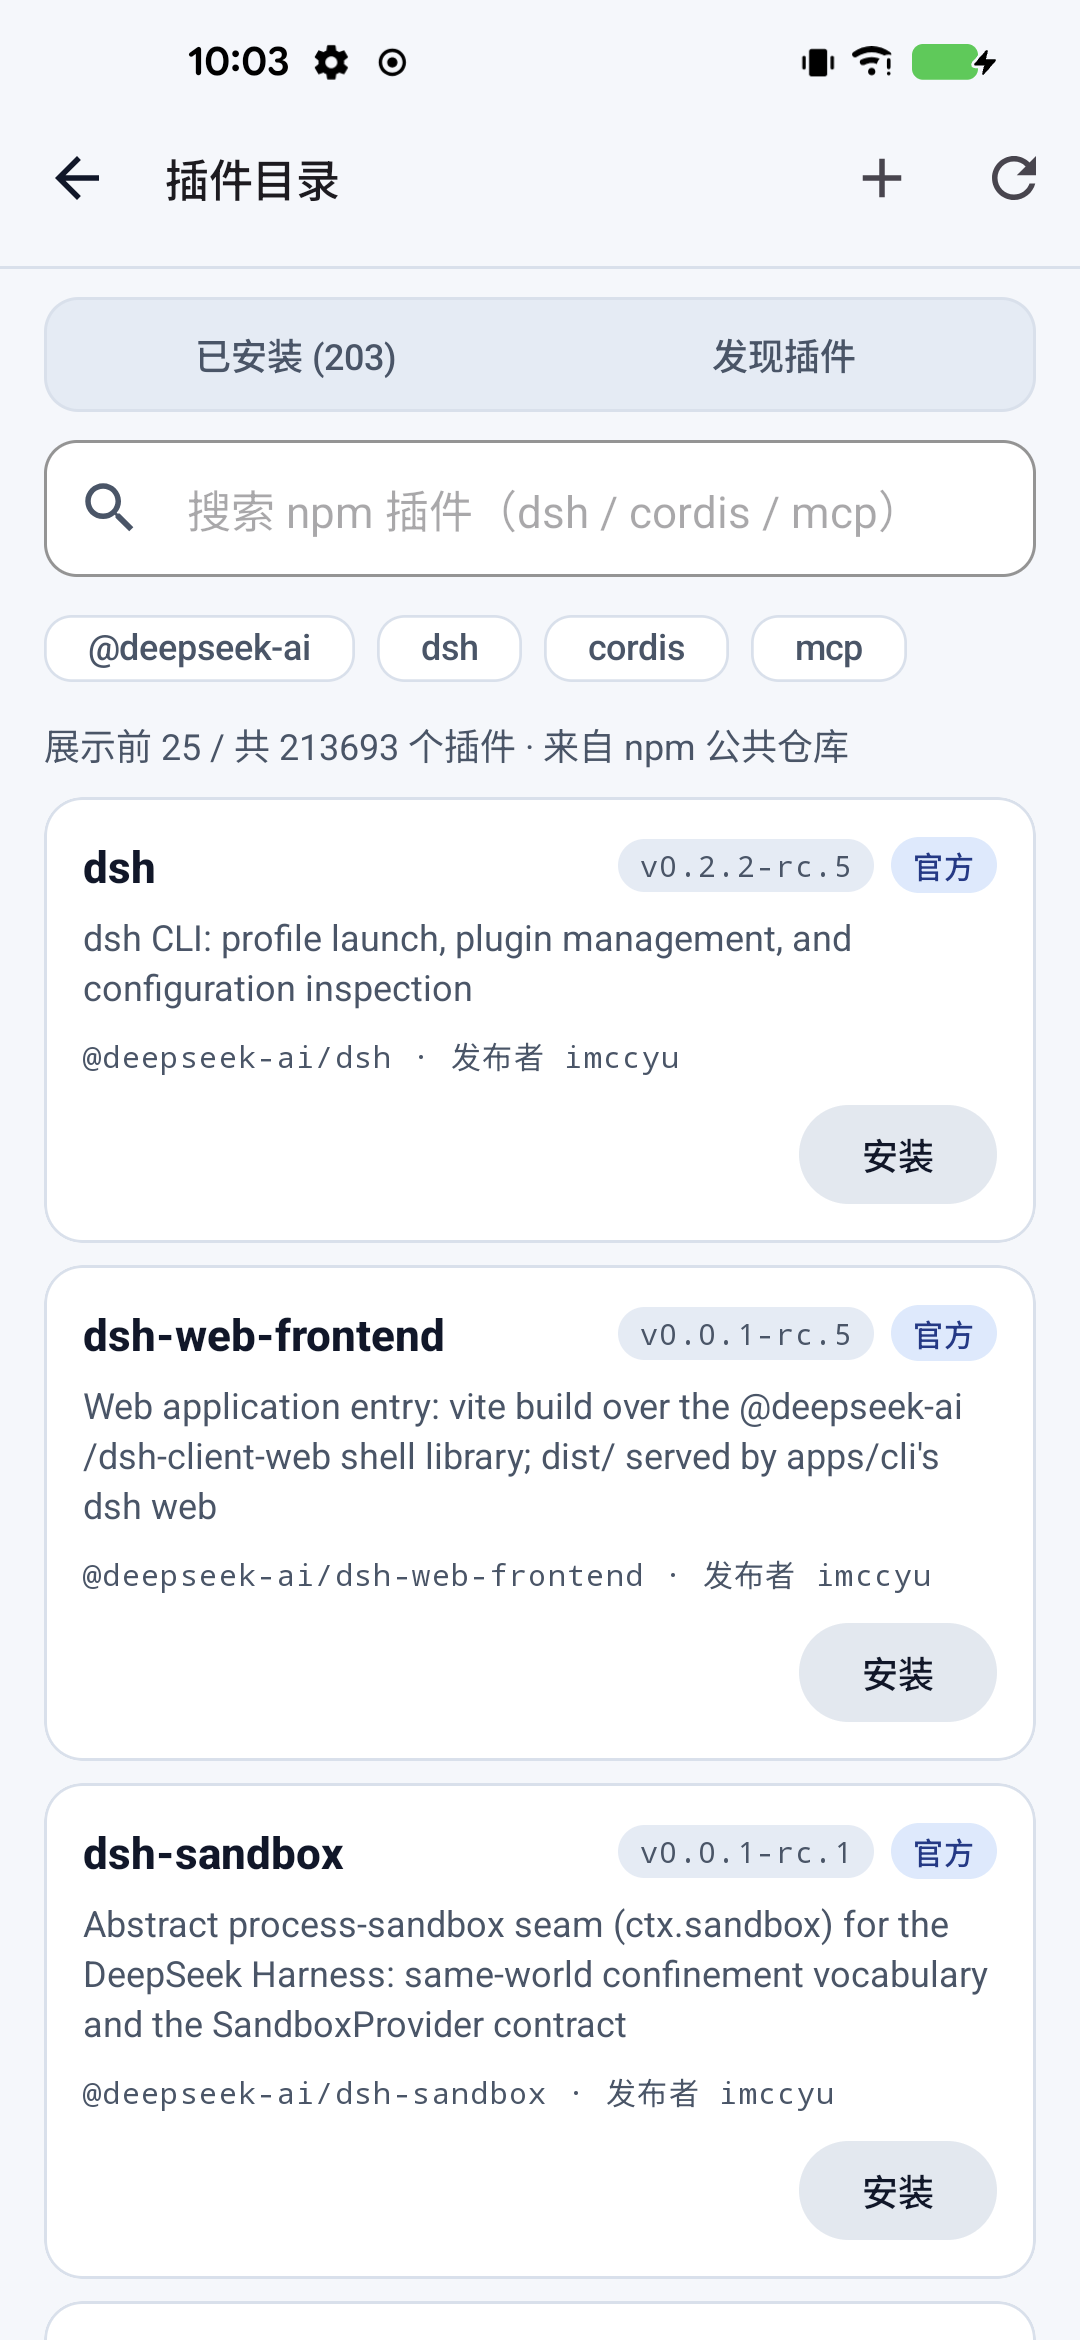 10:03
插件目录
已安装 (203)
发现插件
搜索 npm 插件（dsh / cordis / mcp）
@deepseek-ai
dsh
cordis
mcp
展示前 25 / 共 213693 个插件 · 来自 npm 公共仓库
dsh
v0.2.2-rc.5
官方
dsh CLI: profile launch, plugin management, and
configuration inspection
@deepseek-ai/dsh · 发布者 imccyu
安装
dsh-web-frontend
v0.0.1-rc.5
官方
Web application entry: vite build over the @deepseek-ai
/dsh-client-web shell library; dist/ served by apps/cli's
dsh web
@deepseek-ai/dsh-web-frontend · 发布者 imccyu
安装
dsh-sandbox
v0.0.1-rc.1
官方
Abstract process-sandbox seam (ctx.sandbox) for the
DeepSeek Harness: same-world confinement vocabulary
and the SandboxProvider contract
@deepseek-ai/dsh-sandbox · 发布者 imccyu
安装